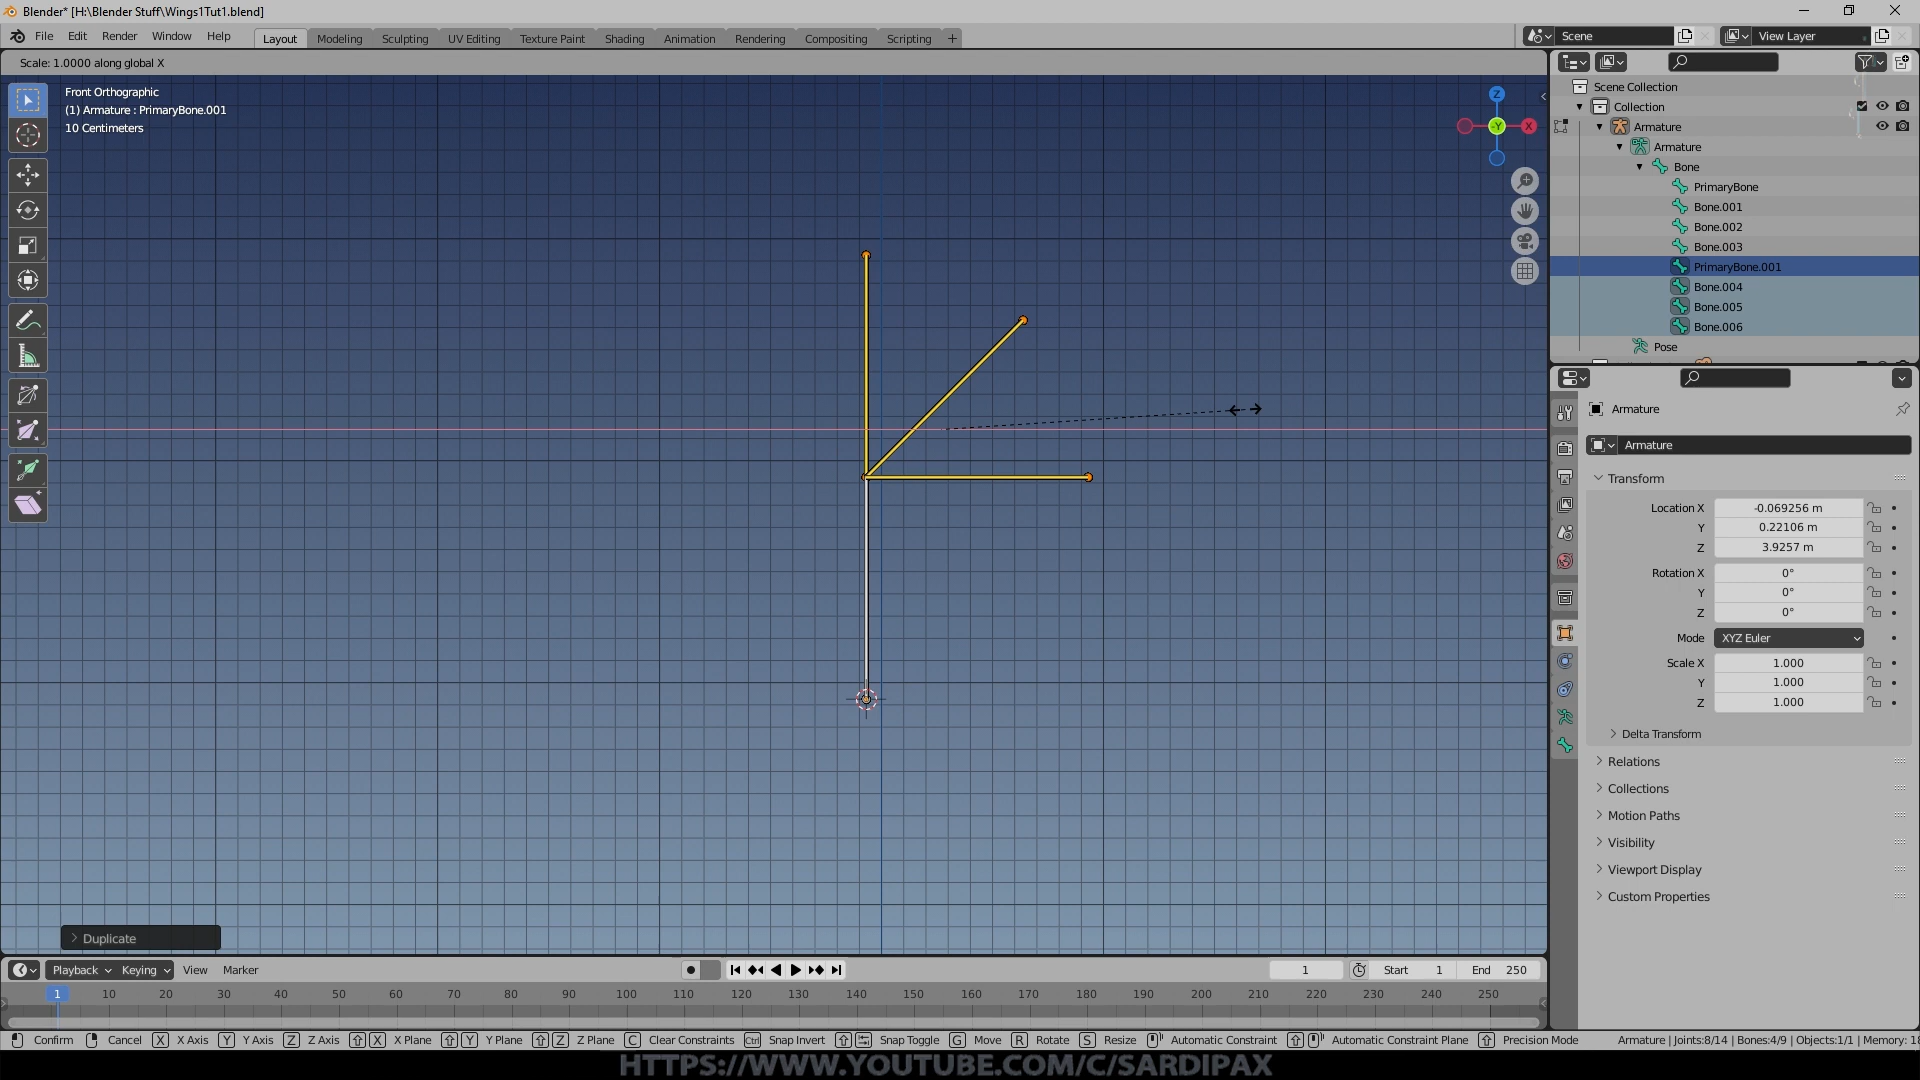 Blender* [H:\Blender Stuff\Wings1Tut1.blend]
File Edit Render Window Help Layout Modeling Sculpting UV Editing Texture Paint Shading Animation Rendering Compositing Scripting + Scene View Layer
Scale: 1.0000 along global X
Front Orthographic
(1) Armature : PrimaryBone.001
10 Centimeters
Z
-Y
X
Scene Collection
Collection
Armature
Armature
Bone
PrimaryBone
Bone.001
Bone.002
Bone.003
PrimaryBone.001
Bone.004
Bone.005
Bone.006
Pose
Armature
Armature
Transform
Location X -0.069256 m
Y 0.22106 m
Z 3.9257 m
Rotation X 0°
Y 0°
Z 0°
Mode XYZ Euler
Scale X 1.000
Y 1.000
Z 1.000
Delta Transform
Relations
Collections
Motion Paths
Visibility
Viewport Display
Custom Properties
Duplicate
Playback Keying View Marker 1 Start 1 End 250
1 10 20 30 40 50 60 70 80 90 100 110 120 130 140 150 160 170 180 190 200 210 220 230 240 250
Confirm Cancel X X Axis Y Y Axis Z Z Axis X X Plane Y Y Plane Z Z Plane C Clear Constraints Ctrl Snap Invert Snap Toggle G Move R Rotate S Resize Automatic Constraint Automatic Constraint Plane Precision Mode Armature | Joints:8/14 | Bones:4/9 | Objects:1/1 | Memory: 18
HTTPS://WWW.YOUTUBE.COM/C/SARDIPAX